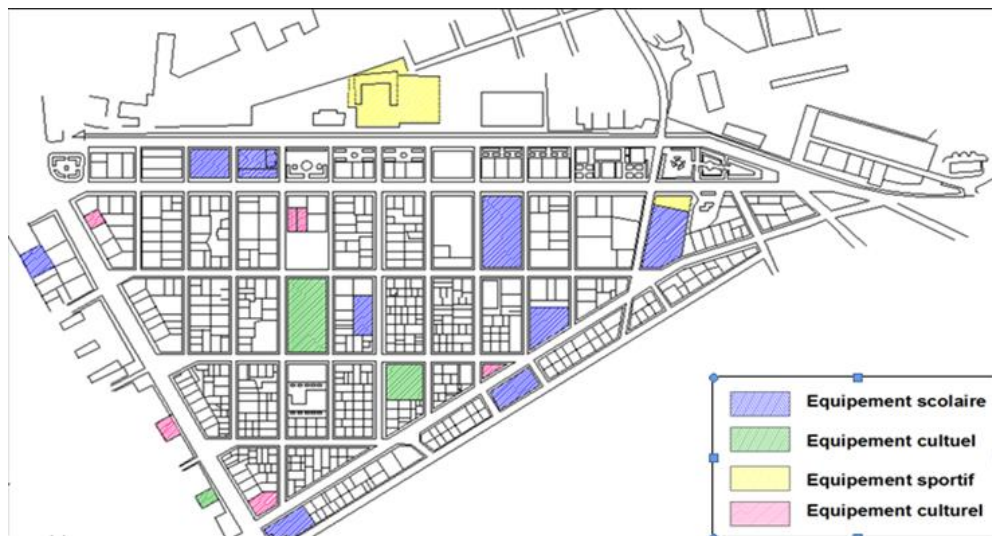 Equipement scolaire
Equipement cultuel
Equipement sportif
Equipement culturel